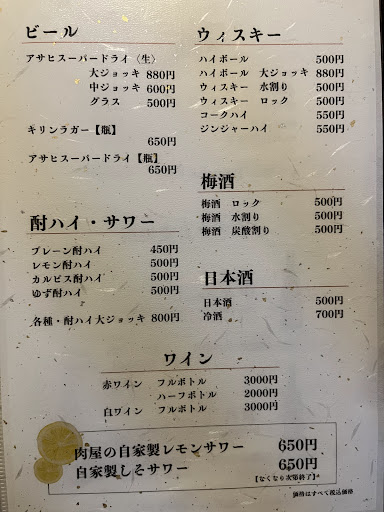 ビール
アサヒスーパードライ〈生〉
大ジョッキ 880円
中ジョッキ 600円
グラス 500円
キリンラガー【瓶】
650円
アサヒスーパードライ【瓶】
650円
酎ハイ・サワー
プレーン酎ハイ 450円
レモン酎ハイ 500円
カルピス酎ハイ 500円
ゆず酎ハイ 500円
各種・酎ハイ大ジョッキ 800円
ウィスキー
ハイボール 500円
ハイボール 大ジョッキ 880円
ウィスキー 水割り 500円
ウィスキー ロック 500円
コークハイ 550円
ジンジャーハイ 550円
梅酒
梅酒 ロック 500円
梅酒 水割り 500円
梅酒 炭酸割り 500円
日本酒
日本酒 500円
冷酒 700円
ワイン
赤ワイン フルボトル 3000円
ハーフボトル 2000円
白ワイン フルボトル 3000円
肉屋の自家製レモンサワー 650円
自家製しそサワー 650円
【なくなり次第終了】
価格はすべて税込価格